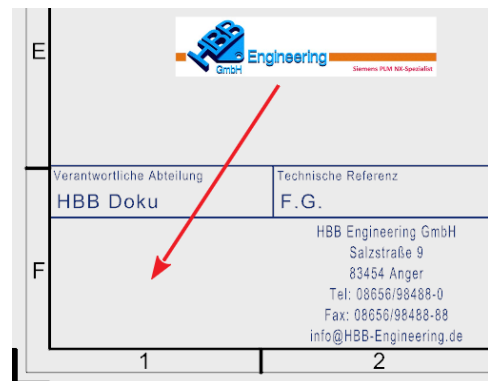 E
HBB
Engineering
GmbH
Siemens PLM NX-Spezialist
Verantwortliche Abteilung
HBB Doku
Technische Referenz
F.G.
F
HBB Engineering GmbH
Salzstraße 9
83454 Anger
Tel: 08656/98488-0
Fax: 08656/98488-88
info@HBB-Engineering.de
1
2